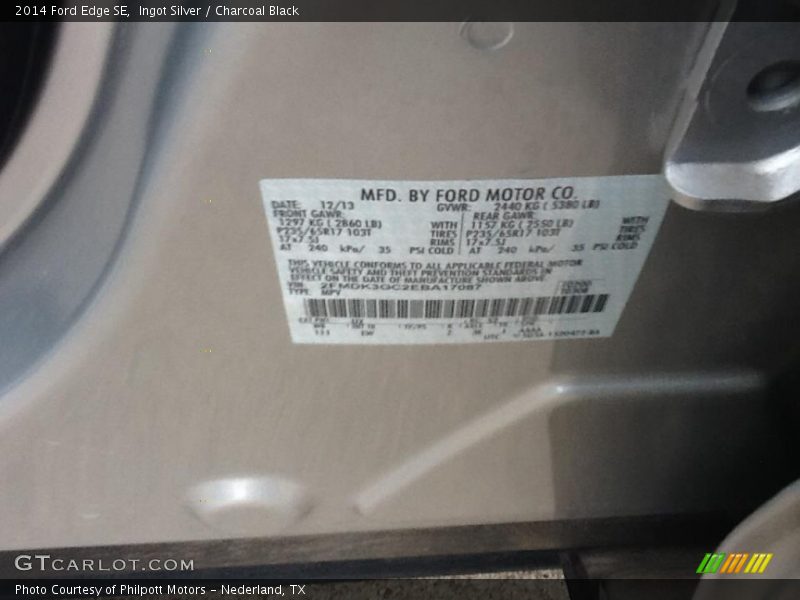 2014 Ford Edge SE, Ingot Silver / Charcoal Black
MFD. BY FORD MOTOR CO.
DATE: 12/13 GVWR: 2440 KG ( 5380 LB)
FRONT GAWR: REAR GAWR:
1297 KG ( 2860 LB) WITH 1157 KG ( 2550 LB) WITH
P235/65R17 103T TIRES P235/65R17 103T TIRES
17x7.5J RIMS 17x7.5J RIMS
AT 240 kPa/ 35 PSI COLD AT 240 kPa/ 35 PSI COLD
THIS VEHICLE CONFORMS TO ALL APPLICABLE FEDERAL MOTOR
VEHICLE SAFETY AND THEFT PREVENTION STANDARDS IN
EFFECT ON THE DATE OF MANUFACTURE SHOWN ABOVE.
VIN: 2FMDK3GC2EBA17087
TYPE: MPV
EXT PNT:
UTC
GTCARLOT.COM
Photo Courtesy of Philpott Motors - Nederland, TX